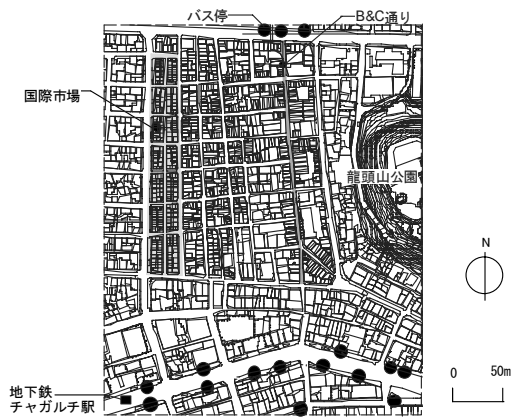 バス停
B&C通り
国際市場
龍頭山公園
N
0 50m
地下鉄
チャガルチ駅